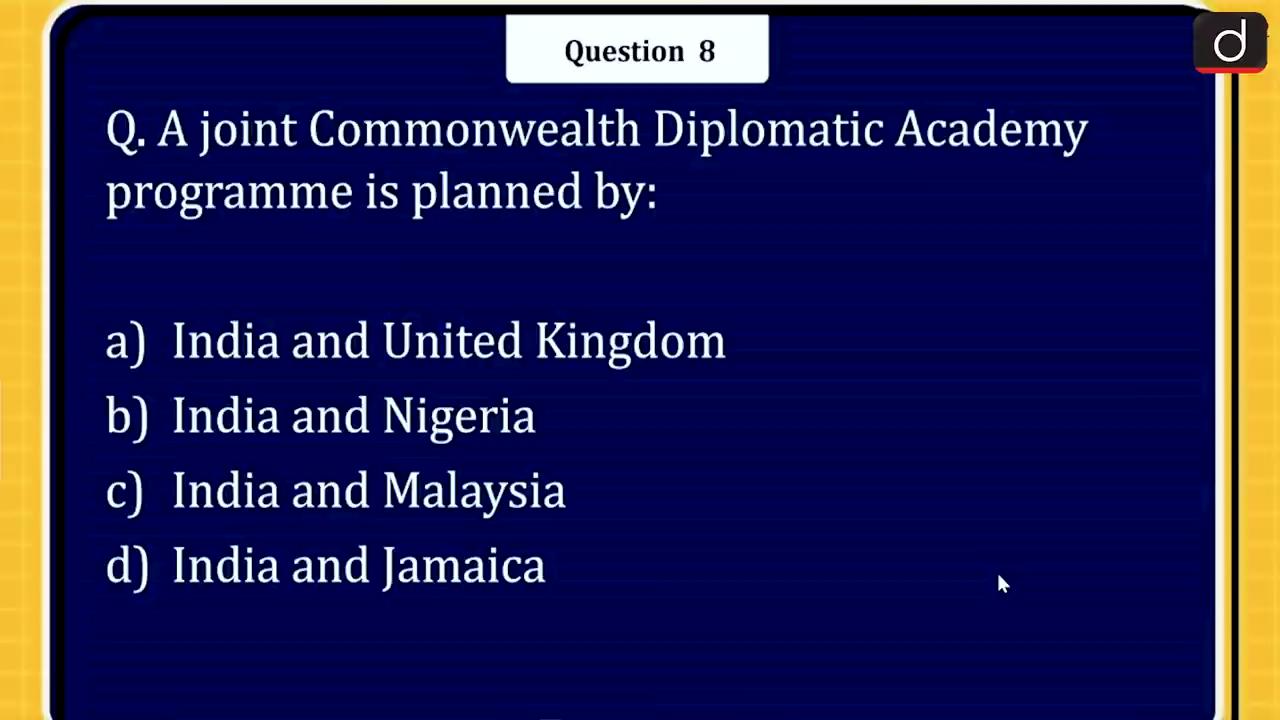 Question 8
d
Q. A joint Commonwealth Diplomatic Academy
programme is planned by:
a) India and United Kingdom
b) India and Nigeria
c) India and Malaysia
d) India and Jamaica